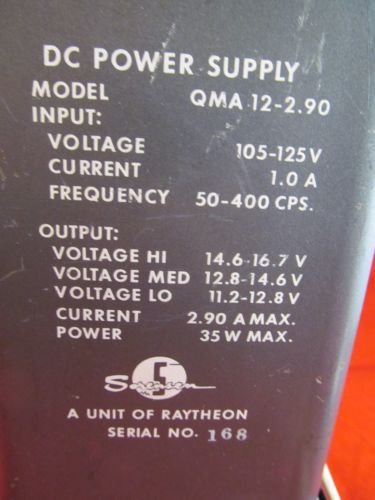 DC POWER SUPPLY
MODEL QMA 12-2.90
INPUT:
VOLTAGE 105-125 V
CURRENT 1.0 A
FREQUENCY 50-400 CPS.
OUTPUT:
VOLTAGE HI 14.6-16.7 V
VOLTAGE MED 12.8-14.6 V
VOLTAGE LO 11.2-12.8 V
CURRENT 2.90 A MAX.
POWER 35 W MAX.
S
Sorensen
A UNIT OF RAYTHEON
SERIAL NO. 168